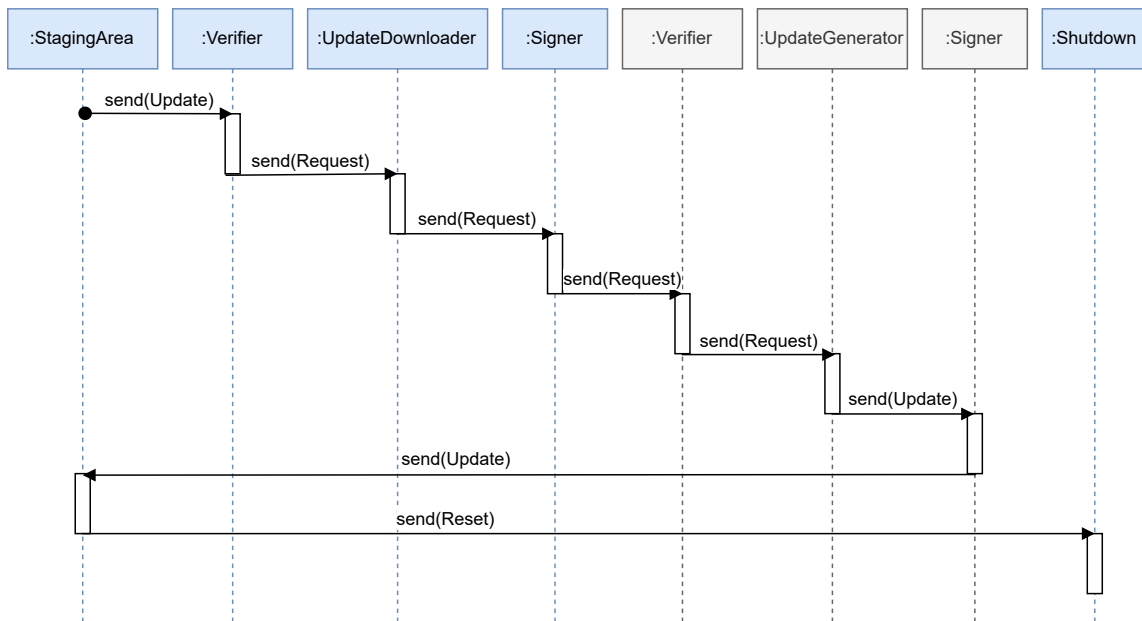 :StagingArea
:Verifier
:UpdateDownloader
:Signer
:Verifier
:UpdateGenerator
:Signer
:Shutdown
send(Update)
send(Request)
send(Request)
send(Request)
send(Request)
send(Update)
send(Update)
send(Reset)